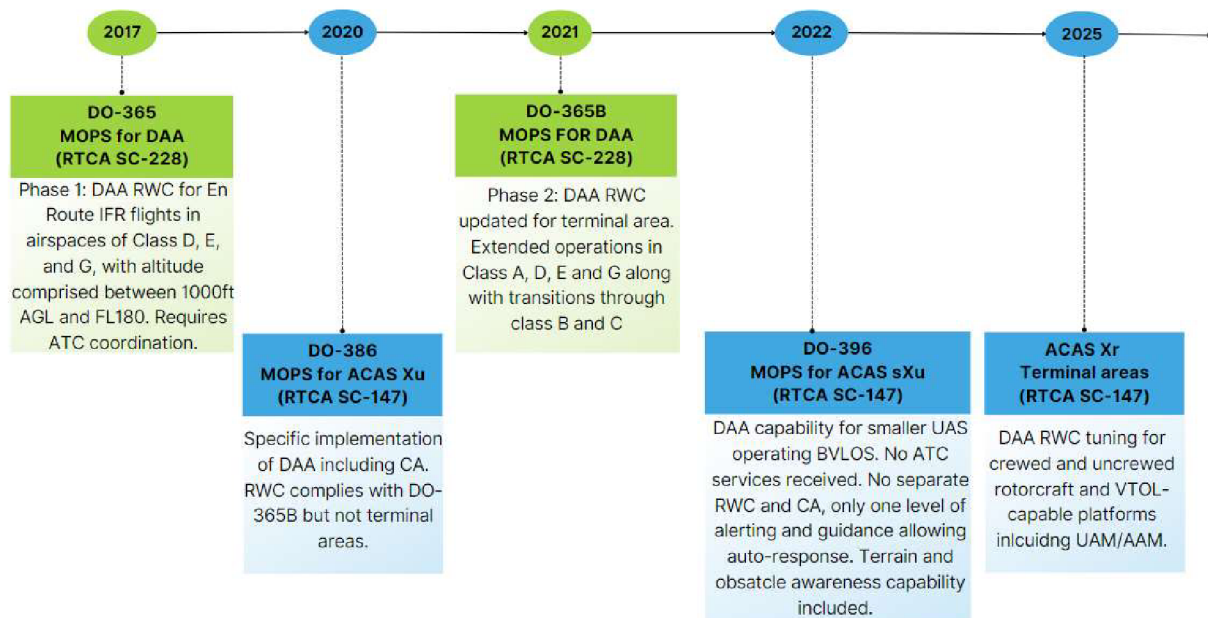 2017
2020
2021
2022
2025
DO-365
MOPS for DAA
(RTCA SC-228)
Phase 1: DAA RWC for En
Route IFR flights in
airspaces of Class D, E,
and G, with altitude
comprised between 1000ft
AGL and FL180. Requires
ATC coordination.
DO-386
MOPS for ACAS Xu
(RTCA SC-147)
Specific implementation
of DAA including CA.
RWC complies with DO-
365B but not terminal
areas.
DO-365B
MOPS FOR DAA
(RTCA SC-228)
Phase 2: DAA RWC
updated for terminal area.
Extended operations in
Class A, D, E and G along
with transitions through
class B and C
DO-396
MOPS for ACAS sXu
(RTCA SC-147)
DAA capability for smaller UAS
operating BVLOS. No ATC
services received. No separate
RWC and CA, only one level of
alerting and guidance allowing
auto-response. Terrain and
obsatcle awareness capability
included.
ACAS Xr
Terminal areas
(RTCA SC-147)
DAA RWC tuning for
crewed and uncrewed
rotorcraft and VTOL-
capable platforms
inlcuidng UAM/AAM.